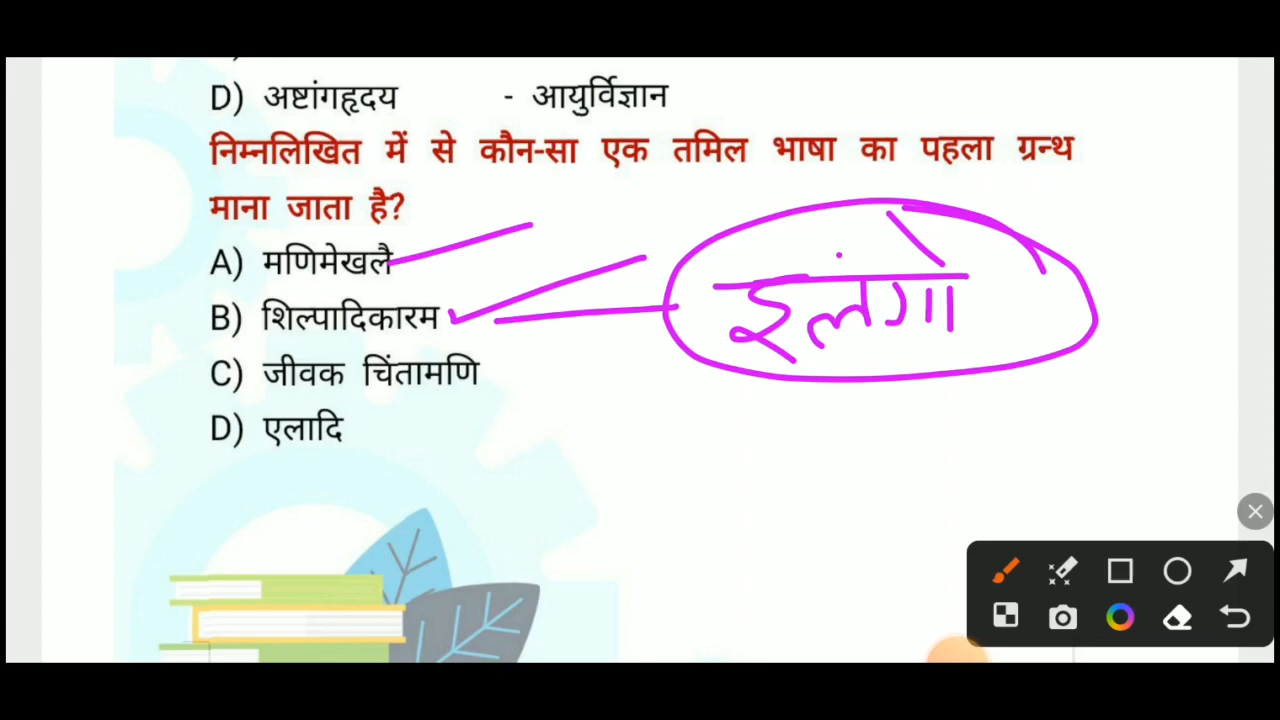 D) अष्टांगहृदय - आयुर्विज्ञान
निम्नलिखित में से कौन-सा एक तमिल भाषा का पहला ग्रन्थ
माना जाता है?
A) मणिमेखलै
B) शिल्पादिकारम
इलंगो
C) जीवक चिंतामणि
D) एलादि